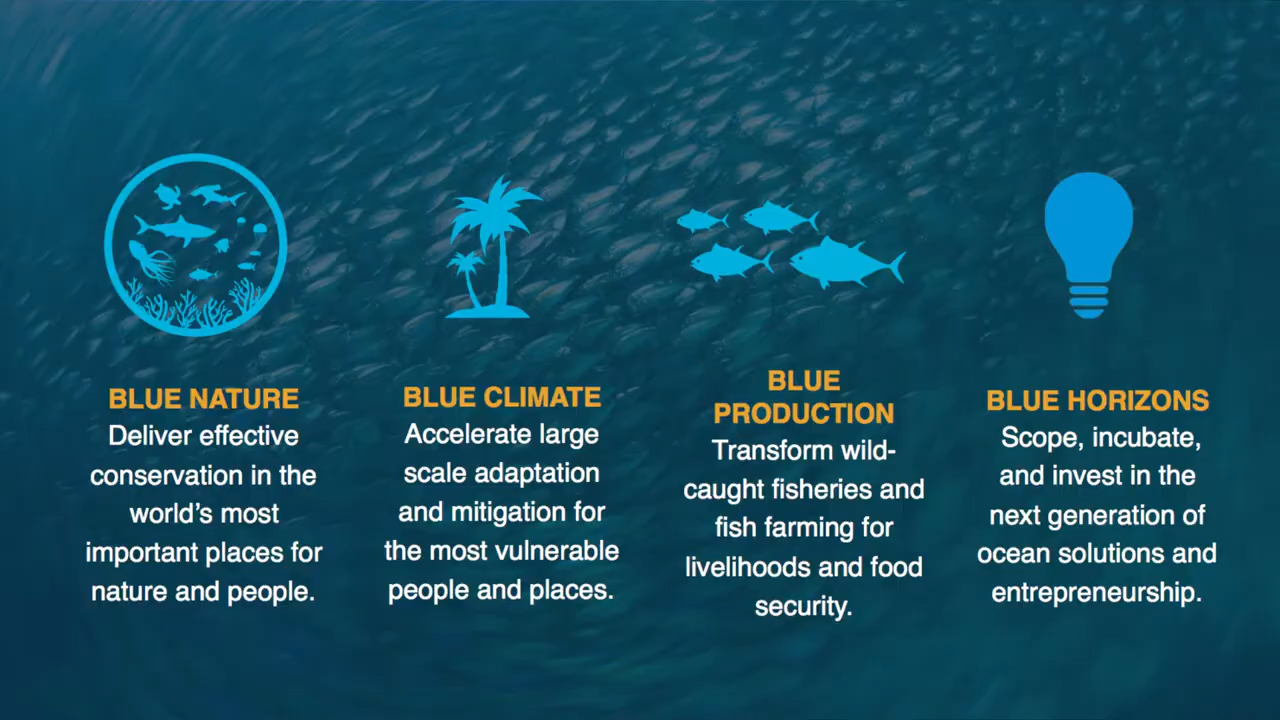 BLUE NATURE
Deliver effective
conservation in the
world's most
important places for
nature and people.
BLUE CLIMATE
Accelerate large
scale adaptation
and mitigation for
the most vulnerable
people and places.
BLUE
PRODUCTION
Transform wild-
caught fisheries and
fish farming for
livelihoods and food
security.
BLUE HORIZONS
Scope, incubate,
and invest in the
next generation of
ocean solutions and
entrepreneurship.